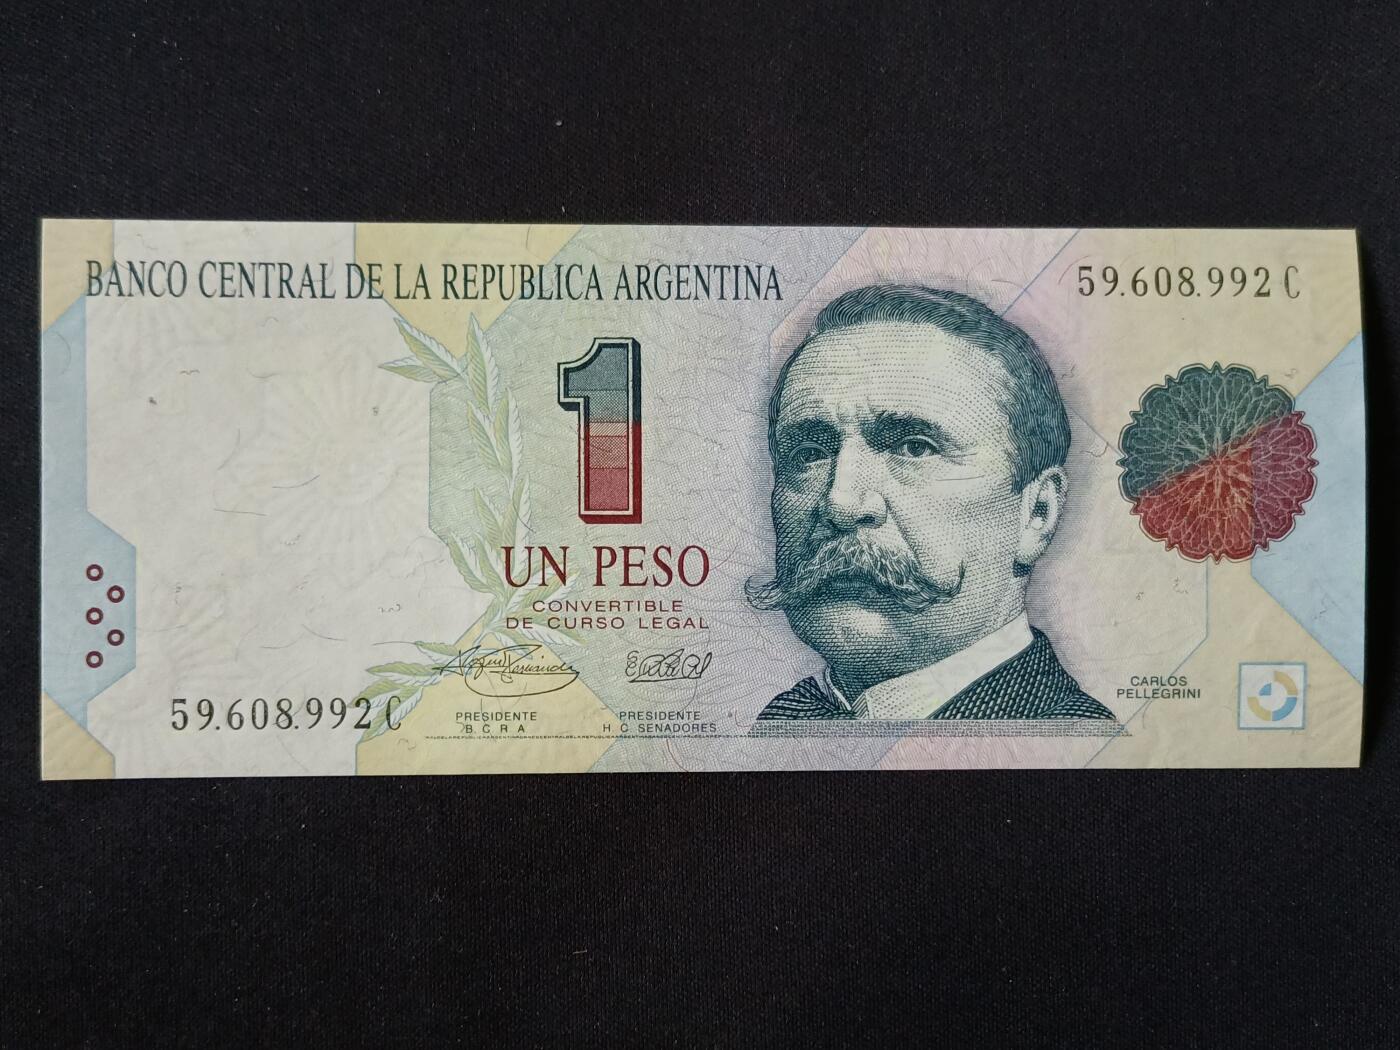 BANCO CENTRAL DE LA REPUBLICA ARGENTINA
59.608.992 C
1
UN PESO
CONVERTIBLE
DE CURSO LEGAL
PRESIDENTE
B. C R A
PRESIDENTE
H. C SENADORES
CARLOS
PELLEGRINI
59.608.992 C